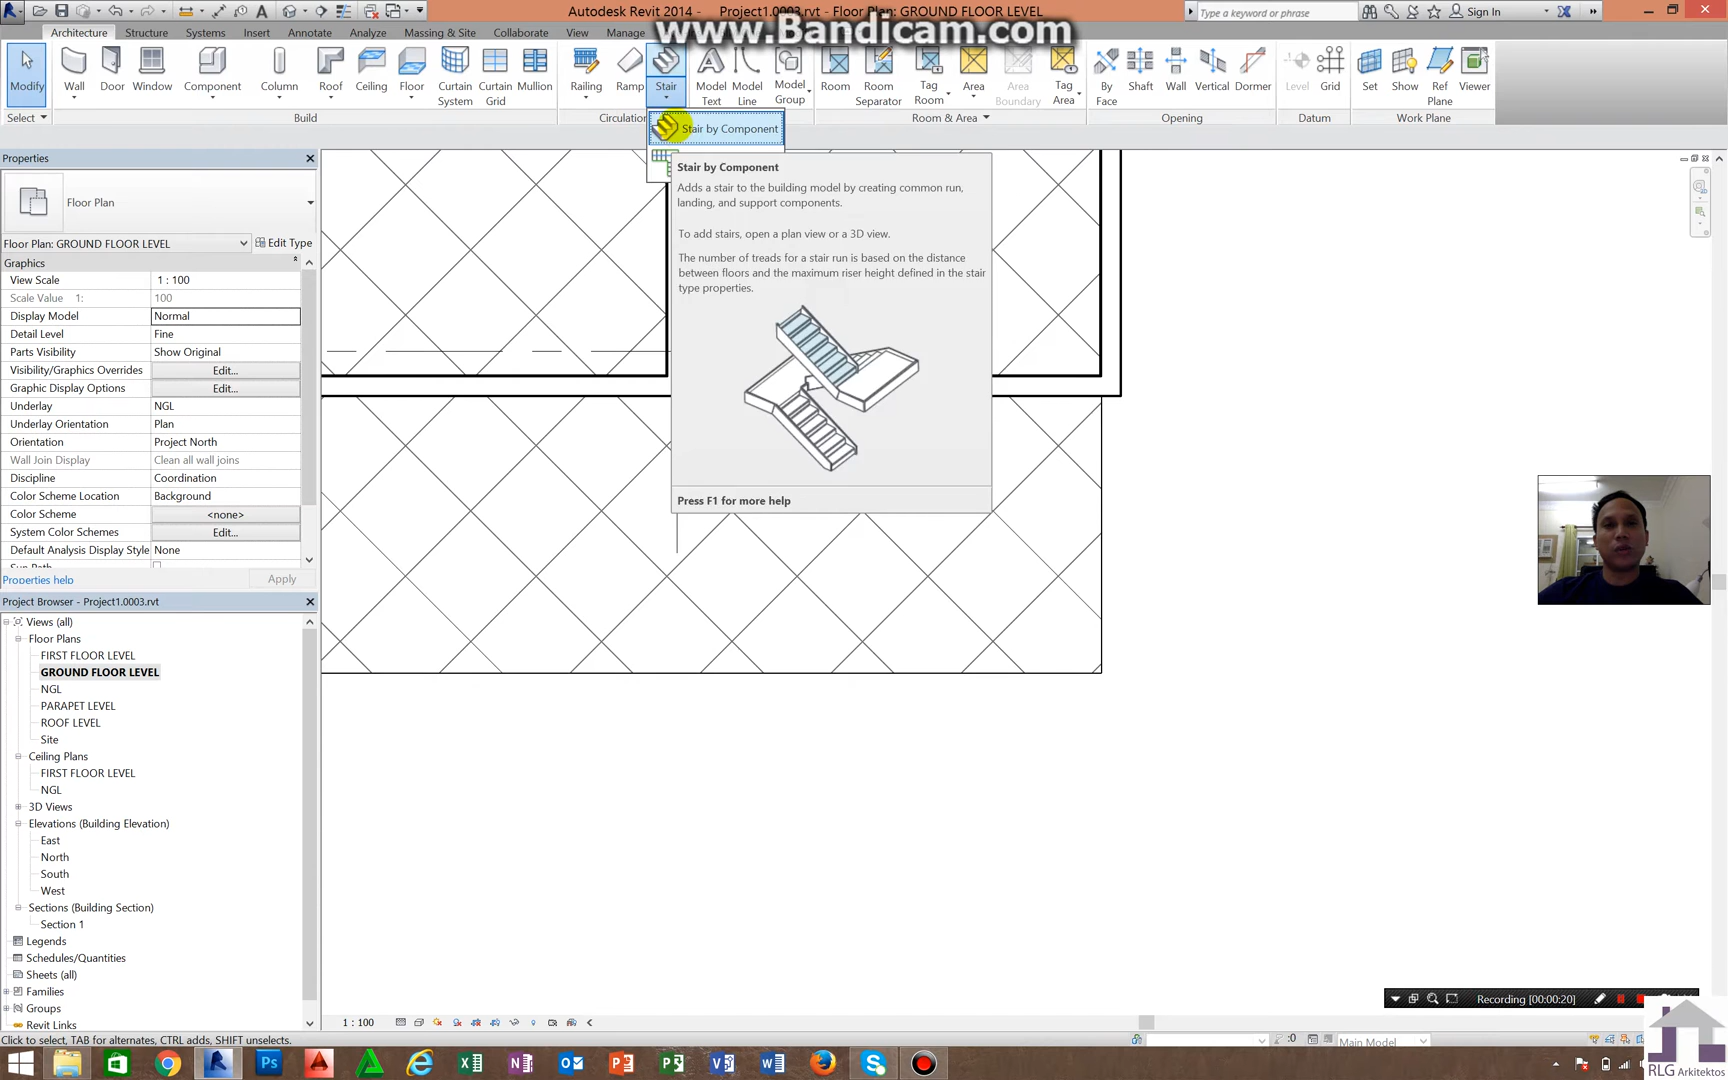 Autodesk Revit 2014 - Project1.0003.rvt - Floor Plan: GROUND FLOOR LEVEL
Type a keyword or phrase
Sign In
www.Bandicam.com
Architecture Structure Systems Insert Annotate Analyze Massing & Site Collaborate View Manage
Modify Wall Door Window Component Column Roof Ceiling Floor Curtain System Curtain Grid Mullion Railing Ramp Stair Model Text Model Line Model Group Room Room Separator Tag Room Area Area Boundary Tag Area By Face Shaft Wall Vertical Dormer Level Grid Set Show Ref Plane Viewer
Select Build Circulation Room & Area Opening Datum Work Plane
Stair by Component
Stair by Component
Adds a stair to the building model by creating common run,
landing, and support components.
To add stairs, open a plan view or a 3D view.
The number of treads for a stair run is based on the distance
between floors and the maximum riser height defined in the stair
type properties.
Press F1 for more help
Properties
Floor Plan
Floor Plan: GROUND FLOOR LEVEL Edit Type
Graphics
View Scale 1 : 100
Scale Value 1: 100
Display Model Normal
Detail Level Fine
Parts Visibility Show Original
Visibility/Graphics Overrides Edit...
Graphic Display Options Edit...
Underlay NGL
Underlay Orientation Plan
Orientation Project North
Wall Join Display Clean all wall joins
Discipline Coordination
Color Scheme Location Background
Color Scheme <none>
System Color Schemes Edit...
Default Analysis Display Style None
Properties help Apply
Project Browser - Project1.0003.rvt
Views (all)
Floor Plans
FIRST FLOOR LEVEL
GROUND FLOOR LEVEL
NGL
PARAPET LEVEL
ROOF LEVEL
Site
Ceiling Plans
FIRST FLOOR LEVEL
NGL
3D Views
Elevations (Building Elevation)
East
North
South
West
Sections (Building Section)
Section 1
Legends
Schedules/Quantities
Sheets (all)
Families
Groups
Revit Links
1 : 100
Recording [00:00:20]
Click to select, TAB for alternates, CTRL adds, SHIFT unselects.
:0 Main Model
RLG Arkitektos